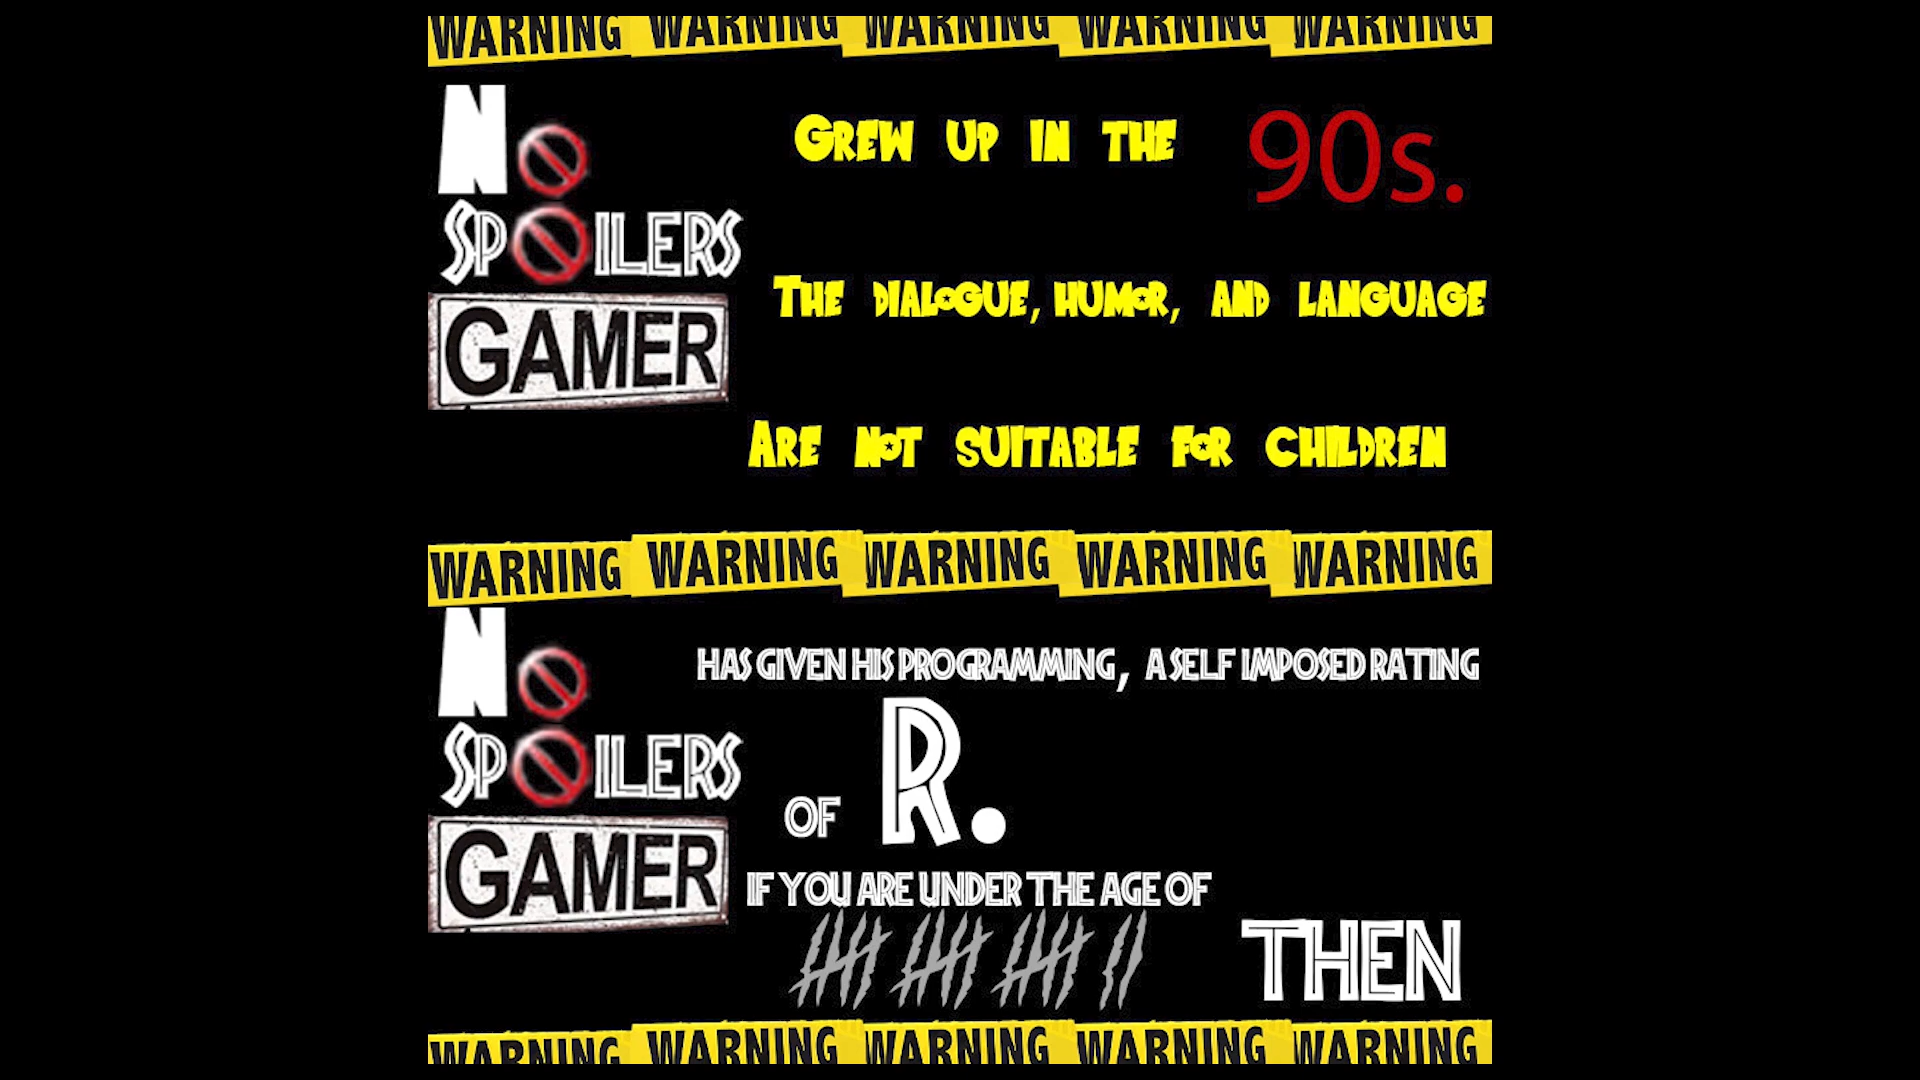 WARNING WARNING WARNING WARNING WARNING
No
SPOILERS
GAMER
GREW UP IN THE 90s.
THE DIALOGUE, HUMOR, AND LANGUAGE
ARE NOT SUITABLE FOR CHILDREN
WARNING WARNING WARNING WARNING WARNING
No
SPOILERS
GAMER
HAS GIVEN HIS PROGRAMMING, A SELF IMPOSED RATING
OF R.
IF YOU ARE UNDER THE AGE OF
THEN
WARNING WARNING WARNING WARNING WARNING